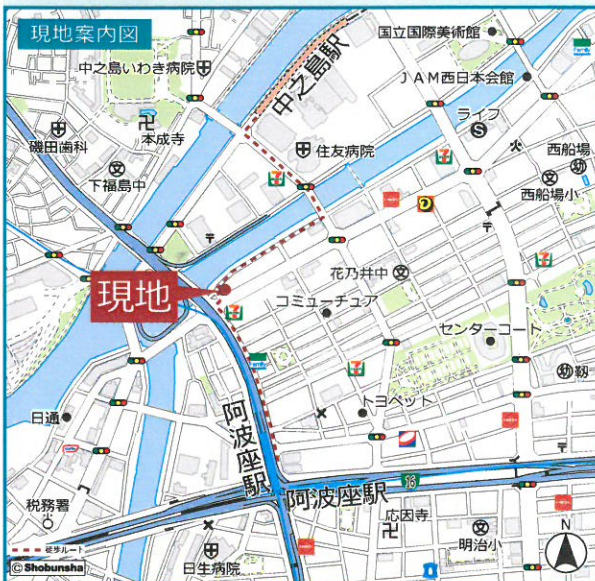 現地案内図
国立国際美術館
中之島いわき病院
中之島駅
JAM西日本会館
ライフ
磯田歯科
本成寺
住友病院
西船場
下福島中
西船場小
花乃井中
現地
コミューチュア
センターコート
靱
トヨペット
日通
阿波座駅
阿波座駅
税務署
応因寺
明治小
日生病院
徒歩ルート
© Shobunsha
N